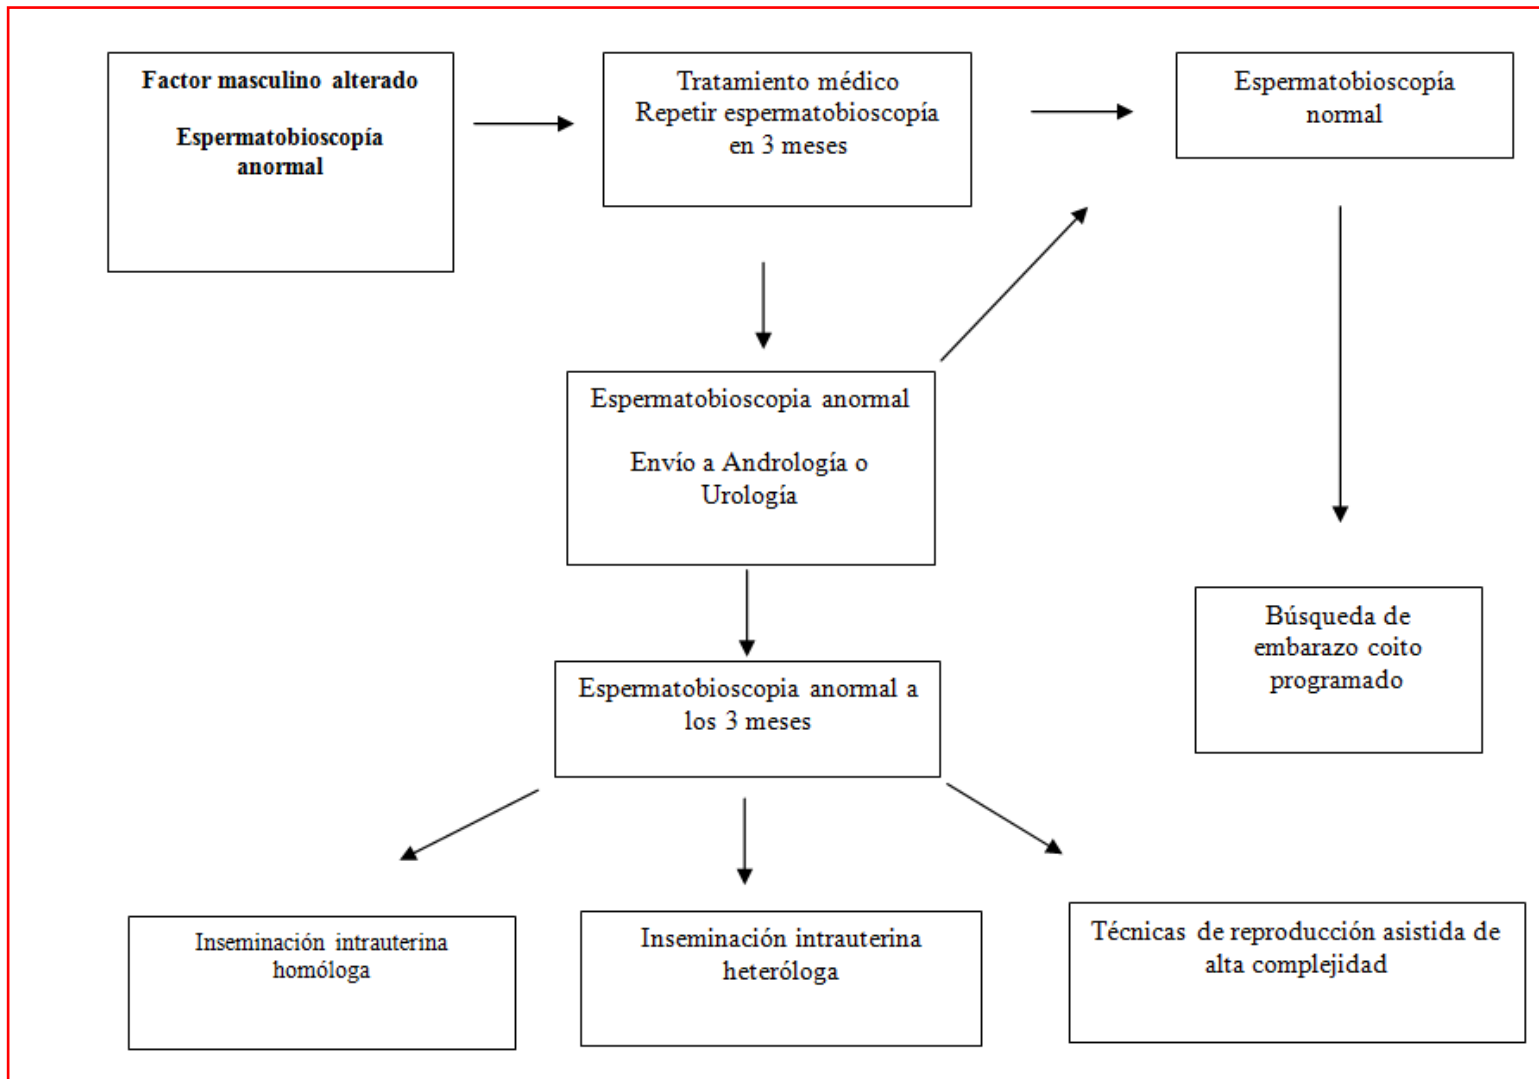 Factor masculino alterado
Espermatobioscopía
anormal
Tratamiento médico
Repetir espermatobioscopía
en 3 meses
Espermatobioscopía
normal
Espermatobioscopia anormal
Envío a Andrología o
Urología
Espermatobioscopia anormal a
los 3 meses
Búsqueda de
embarazo coito
programado
Inseminación intrauterina
homóloga
Inseminación intrauterina
heteróloga
Técnicas de reproducción asistida de
alta complejidad